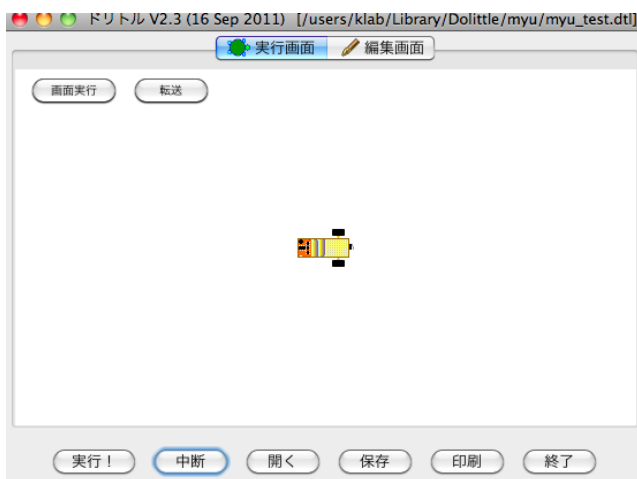 ドリトル V2.3 (16 Sep 2011) [/users/klab/Library/Dolittle/myu/myu_test.dtl]
実行画面 編集画面
画面実行 転送
実行！ 中断 開く 保存 印刷 終了